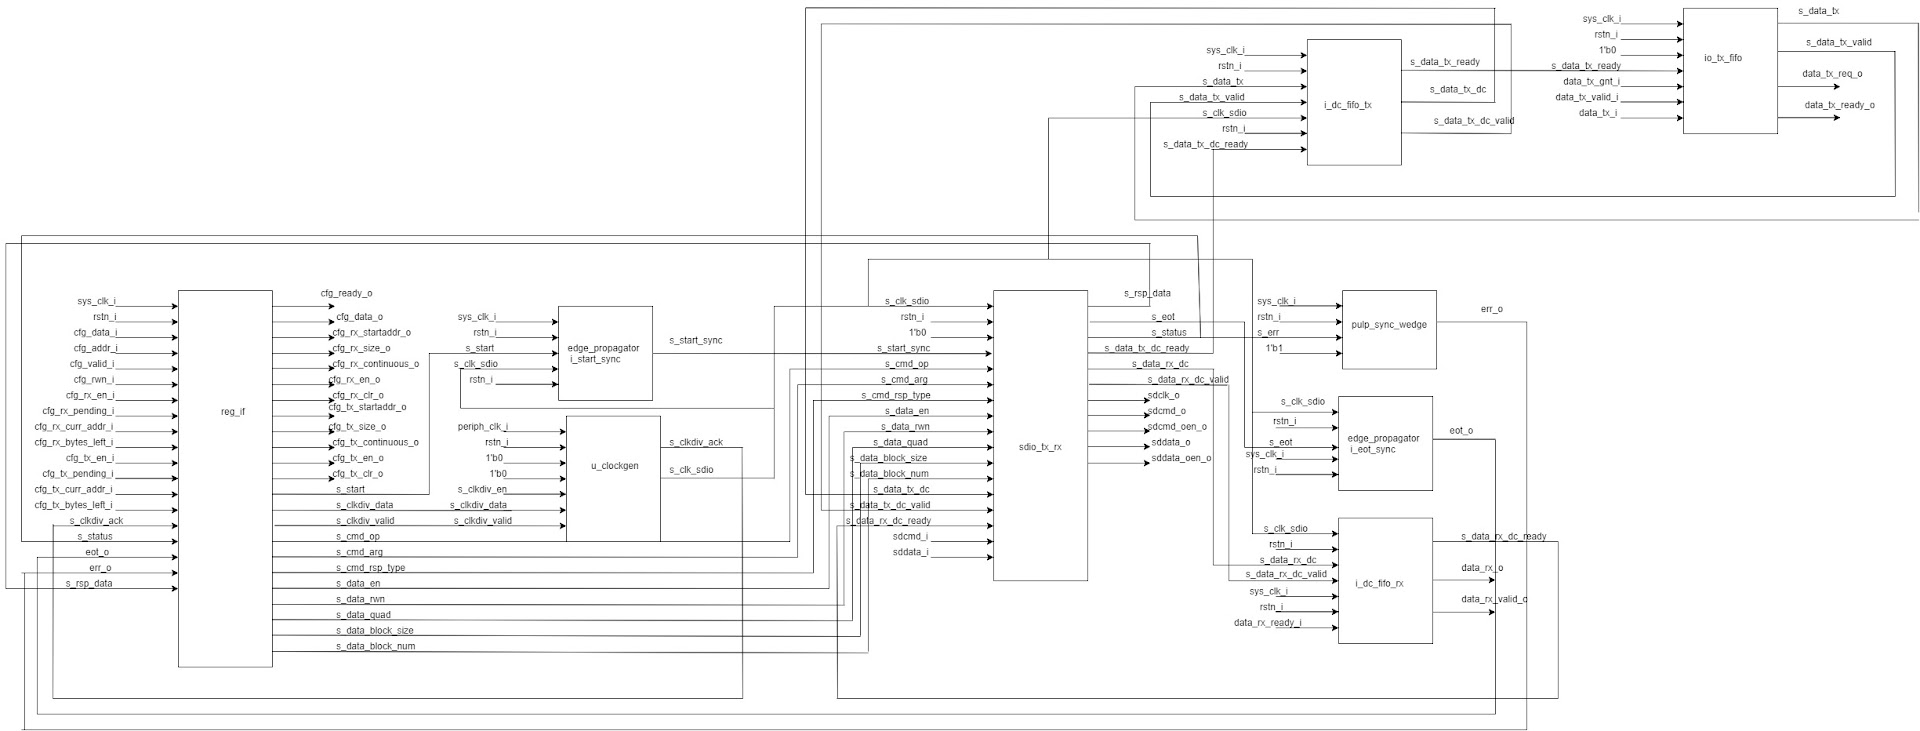 s_data_tx
sys_clk_i
rstn_i
1'b0
s_data_tx_ready
data_tx_gnt_i
data_tx_valid_i
data_tx_i
io_tx_fifo
s_data_tx_valid
data_tx_req_o
data_tx_ready_o
sys_clk_i
rstn_i
s_data_tx
s_data_tx_valid
s_clk_sdio
rstn_i
s_data_tx_dc_ready
i_dc_fifo_tx
s_data_tx_ready
s_data_tx_dc
s_data_tx_dc_valid
sys_clk_i
rstn_i
cfg_data_i
cfg_addr_i
cfg_valid_i
cfg_rwn_i
cfg_rx_en_i
cfg_rx_pending_i
cfg_rx_curr_addr_i
cfg_rx_bytes_left_i
cfg_tx_en_i
cfg_tx_pending_i
cfg_tx_curr_addr_i
cfg_tx_bytes_left_i
s_clkdiv_ack
s_status
eot_o
err_o
s_rsp_data
reg_if
cfg_ready_o
cfg_data_o
cfg_rx_startaddr_o
cfg_rx_size_o
cfg_rx_continuous_o
cfg_rx_en_o
cfg_rx_clr_o
cfg_tx_startaddr_o
cfg_tx_size_o
cfg_tx_continuous_o
cfg_tx_en_o
cfg_tx_clr_o
s_start
s_clkdiv_data
s_clkdiv_valid
s_cmd_op
s_cmd_arg
s_cmd_rsp_type
s_data_en
s_data_rwn
s_data_quad
s_data_block_size
s_data_block_num
sys_clk_i
rstn_i
s_start
s_clk_sdio
rstn_i
edge_propagator
i_start_sync
s_start_sync
periph_clk_i
rstn_i
1'b0
1'b0
s_clkdiv_en
s_clkdiv_data
s_clkdiv_valid
u_clockgen
s_clkdiv_ack
s_clk_sdio
s_clk_sdio
rstn_i
1'b0
s_start_sync
s_cmd_op
s_cmd_arg
s_cmd_rsp_type
s_data_en
s_data_rwn
s_data_quad
s_data_block_size
s_data_block_num
s_data_tx_dc
s_data_tx_dc_valid
s_data_rx_dc_ready
sdcmd_i
sddata_i
sdio_tx_rx
s_rsp_data
s_eot
s_status
s_data_tx_dc_ready
s_data_rx_dc
s_data_rx_dc_valid
sdclk_o
sdcmd_o
sdcmd_oen_o
sddata_o
sddata_oen_o
sys_clk_i
rstn_i
s_err
1'b1
pulp_sync_wedge
err_o
s_clk_sdio
rstn_i
s_eot
sys_clk_i
rstn_i
edge_propagator
i_eot_sync
eot_o
s_clk_sdio
rstn_i
s_data_rx_dc
s_data_rx_dc_valid
sys_clk_i
rstn_i
data_rx_ready_i
i_dc_fifo_rx
s_data_rx_dc_ready
data_rx_o
data_rx_valid_o